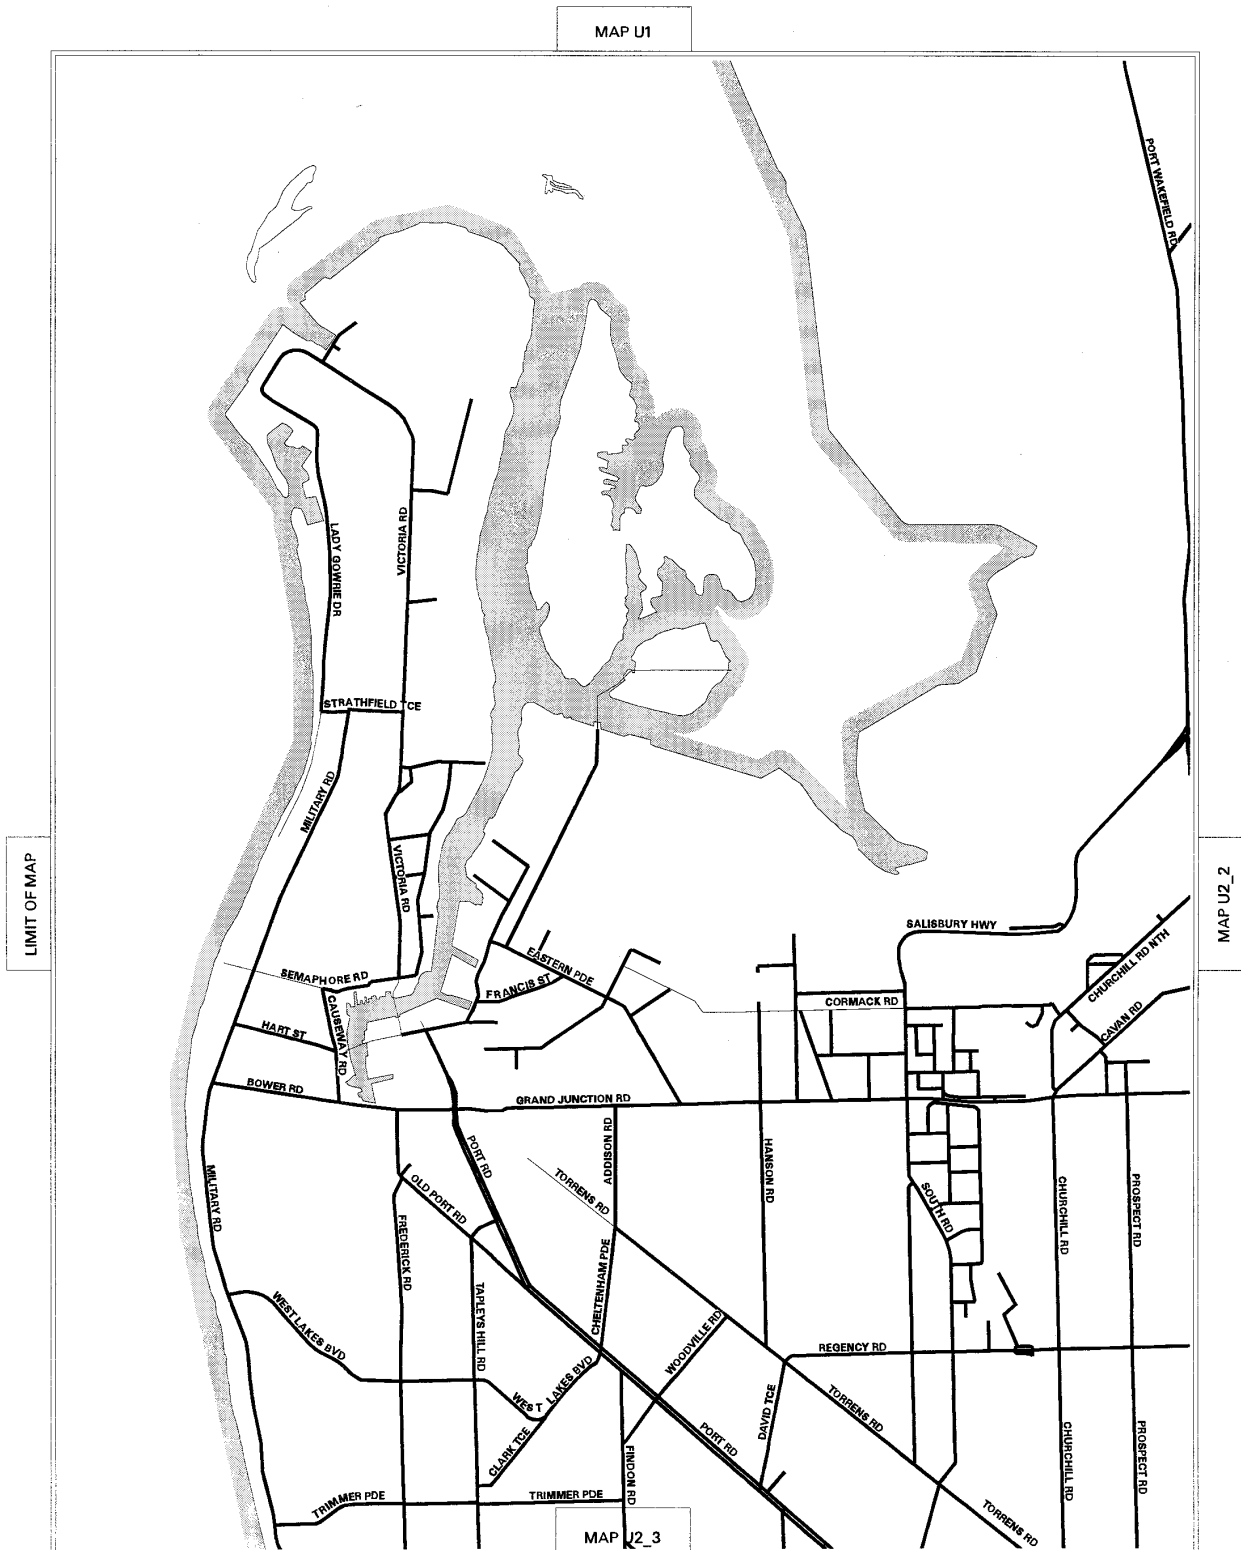 MAP U1
PORT WAKEFIELD RD
LADY GOWRIE DR
VICTORIA RD
STRATHFIELD TCE
MILITARY RD
VICTORIA RD
LIMIT OF MAP
MAP U2_2
SALISBURY HWY
CHURCHILL RD NTH
SEMAPHORE RD
EASTERN PDE
FRANCIS ST
CORMACK RD
CAVAN RD
CAUSEWAY RD
HART ST
BOWER RD
GRAND JUNCTION RD
ADDISON RD
PORT RD
HANSON RD
TORRENS RD
OLD PORT RD
MILITARY RD
SOUTH RD
CHURCHILL RD
PROSPECT RD
FREDERICK RD
CHELTENHAM PDE
TAPLEYS HILL RD
WEST LAKES BVD
WOODVILLE RD
REGENCY RD
WEST LAKES BVD
DAVID TCE
TORRENS RD
PORT RD
CLARK TCE
FINDON RD
CHURCHILL RD
PROSPECT RD
TRIMMER PDE
TRIMMER PDE
TORRENS RD
MAP U2_3